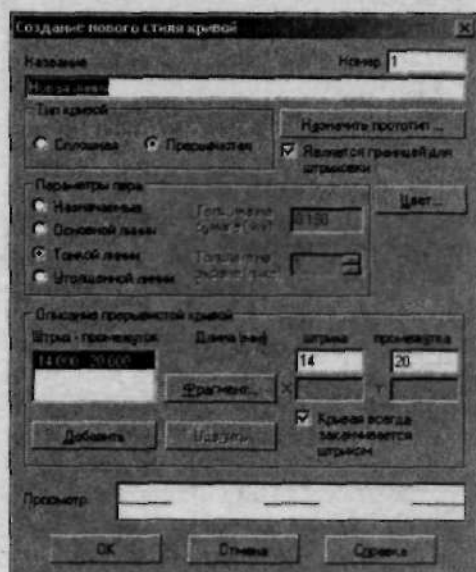 Создание нового стиля кривой
Название Номер 1
Новая линия
Тип кривой
Сплошная Прерывистая
Назначить прототип ...
Является границей для
штриховки
Параметры пера
Назначаемые
Основной линии
Тонкой линии
Утолщенной линии
Цвет...
Описание прерывистой кривой
Штрих - промежуток Длина (мм) штриха промежутка
14.000 20.000 14 20
Фрагмент... X Y
Добавить Удалить
Кривая всегда
заканчивается
штрихом
Просмотр
OK Отмена Справка